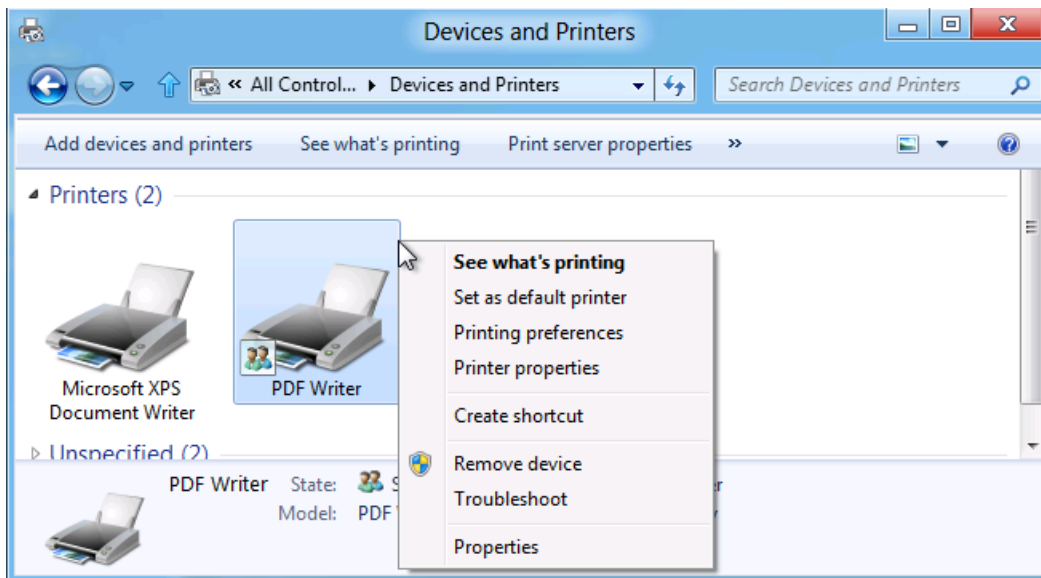 Devices and Printers
« All Control... Devices and Printers
Search Devices and Printers
Add devices and printers See what's printing Print server properties »
Printers (2)
Microsoft XPS
Document Writer
PDF Writer
See what's printing
Set as default printer
Printing preferences
Printer properties
Create shortcut
Remove device
Troubleshoot
Properties
Unspecified (2)
PDF Writer State:
Model: PDF